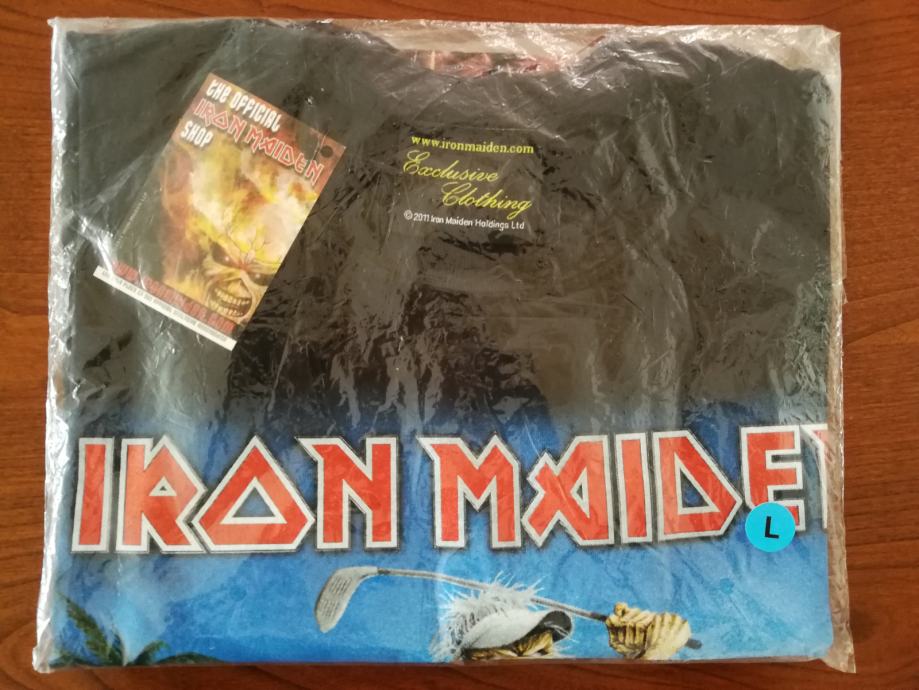 the OFFICIAL
IRON MAIDEN
SHOP
www.ironmaiden.com
Exclusive
Clothing
© 2011 Iron Maiden Holdings Ltd
IRON MAIDEN
L